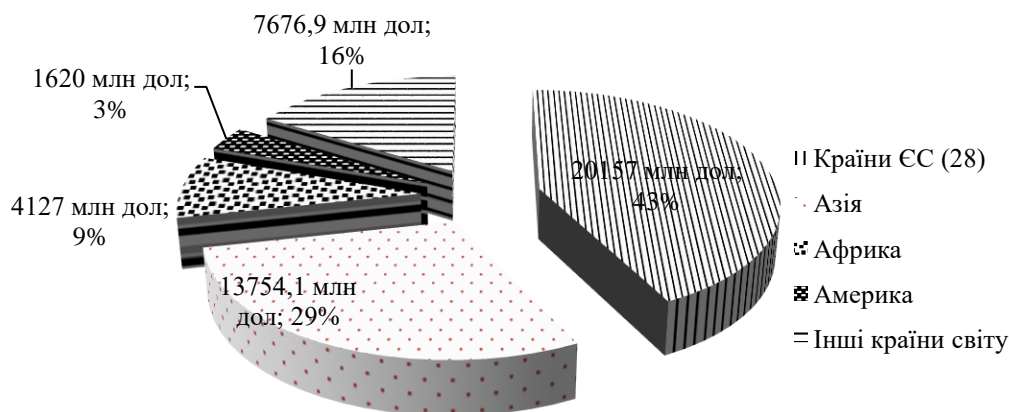 7676,9 млн дол;
16%
1620 млн дол;
3%
4127 млн дол;
9%
13754,1 млн
дол; 29%
20157 млн дол;
43%
Країни ЄС (28)
Азія
Африка
Америка
Інші країни світу